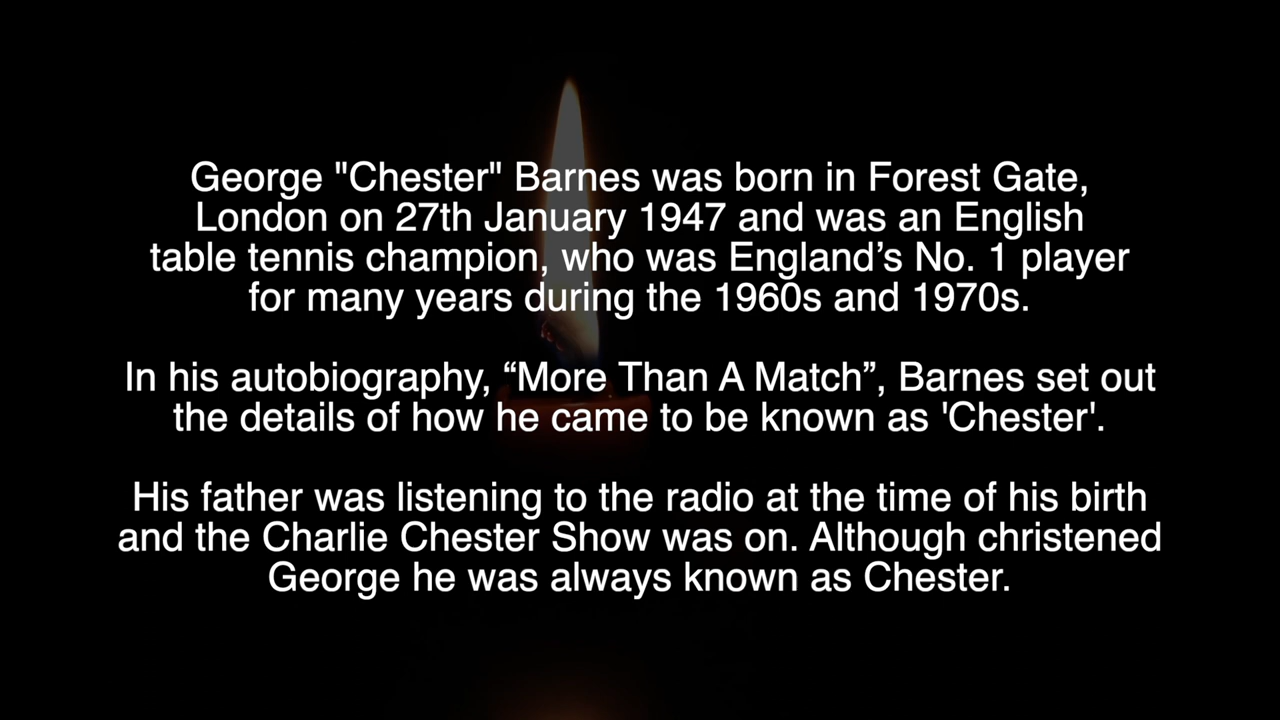 George "Chester" Barnes was born in Forest Gate,
London on 27th January 1947 and was an English
table tennis champion, who was England’s No. 1 player
for many years during the 1960s and 1970s.
In his autobiography, “More Than A Match”, Barnes set out
the details of how he came to be known as 'Chester'.
His father was listening to the radio at the time of his birth
and the Charlie Chester Show was on. Although christened
George he was always known as Chester.